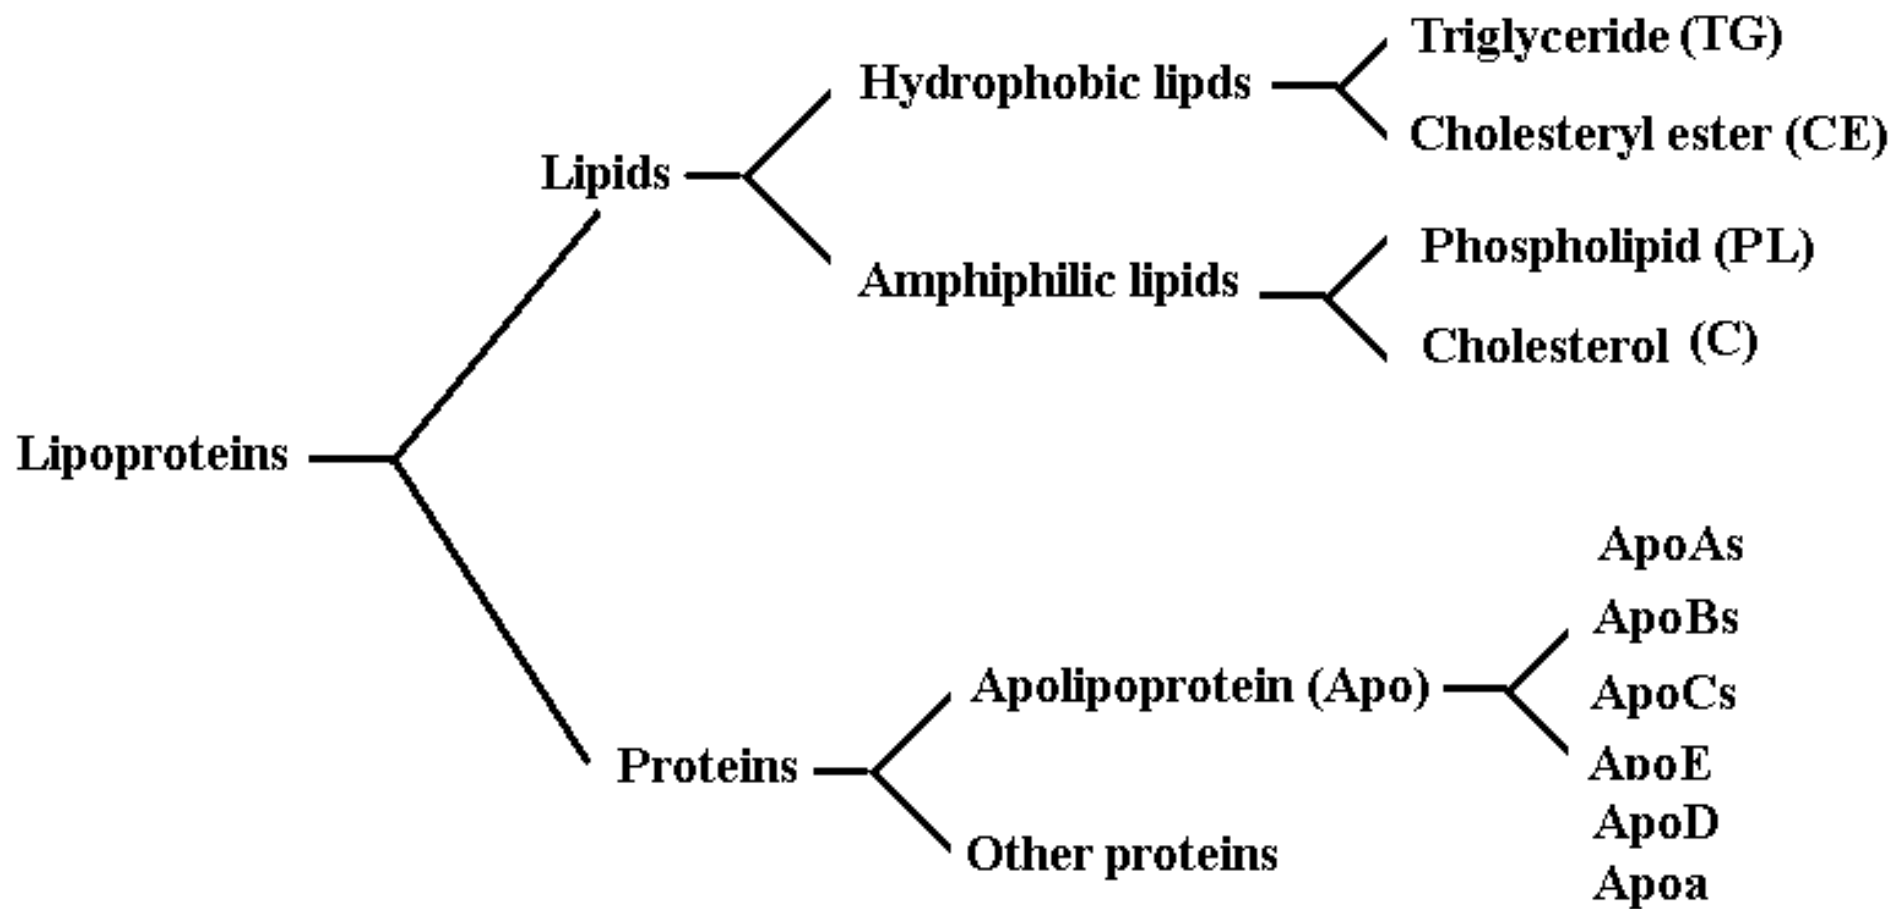 Triglyceride (TG)
Hydrophobic lipds
Cholesteryl ester (CE)
Lipids
Phospholipid (PL)
Amphiphilic lipids
Cholesterol (C)
Lipoproteins
ApoAs
ApoBs
Apolipoprotein (Apo)
ApoCs
Proteins
ApoE
ApoD
Other proteins
Apoa